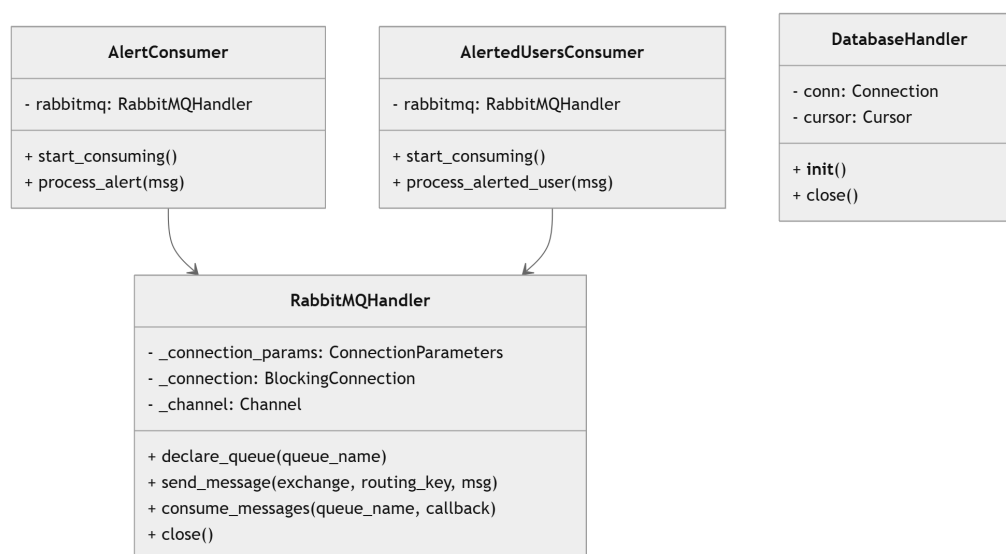 AlertConsumer
- rabbitmq: RabbitMQHandler
+ start_consuming()
+ process_alert(msg)
AlertedUsersConsumer
- rabbitmq: RabbitMQHandler
+ start_consuming()
+ process_alerted_user(msg)
DatabaseHandler
- conn: Connection
- cursor: Cursor
+ init()
+ close()
RabbitMQHandler
- _connection_params: ConnectionParameters
- _connection: BlockingConnection
- _channel: Channel
+ declare_queue(queue_name)
+ send_message(exchange, routing_key, msg)
+ consume_messages(queue_name, callback)
+ close()